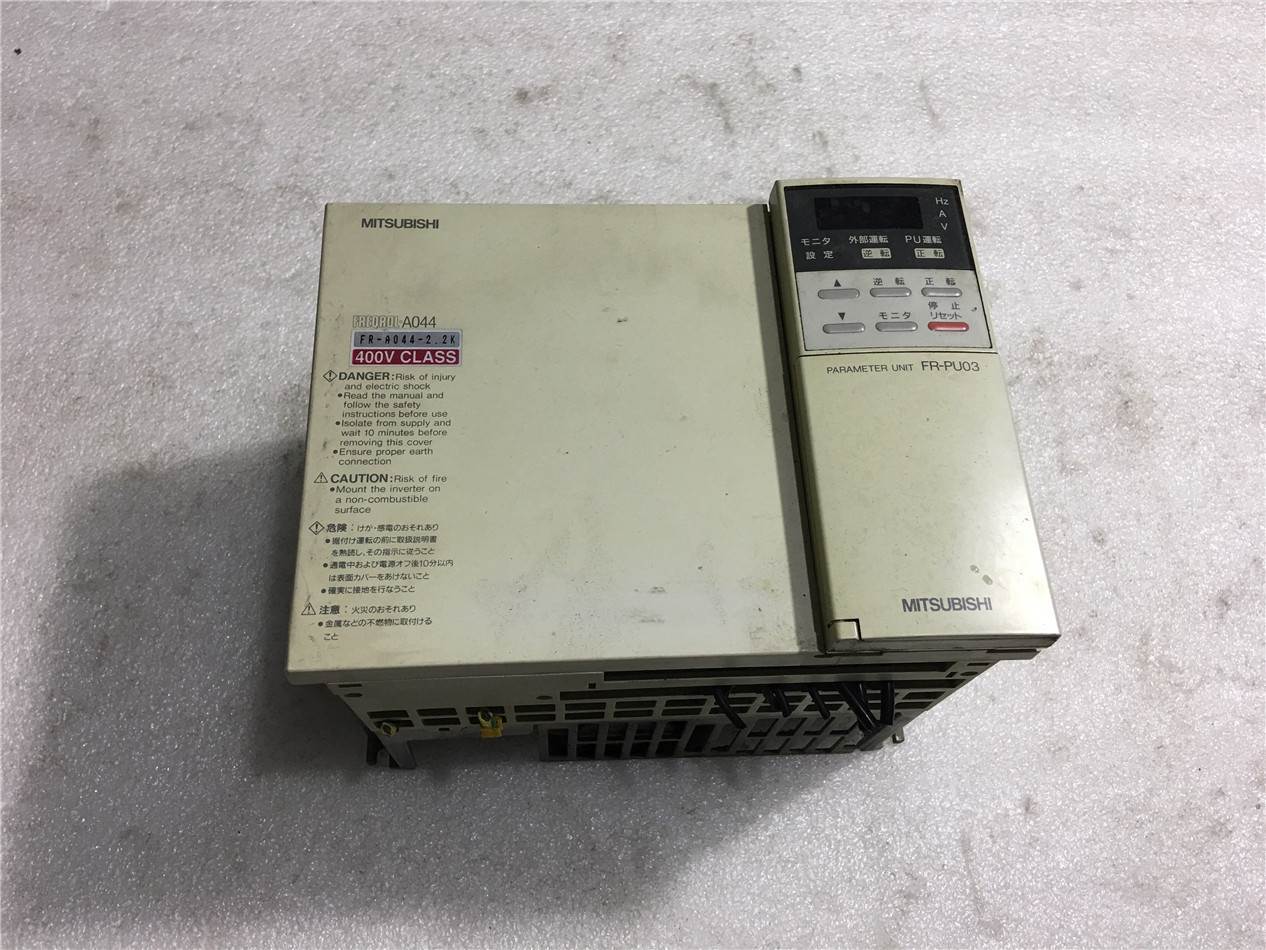 MITSUBISHI
FREQROL-A044
FR-A044-2.2K
400V CLASS
DANGER:Risk of injury
and electric shock
●Read the manual and
follow the safety
instructions before use
●Isolate from supply and
wait 10 minutes before
removing this cover
●Ensure proper earth
connection
CAUTION:Risk of fire
●Mount the inverter on
a non-combustible
surface
危険：けが・感電のおそれあり
●据付け運転の前に取扱説明書
を熟読し、その指示に従うこと
●通電中および電源オフ後10分以内
は表面カバーをあけないこと
●確実に接地を行なうこと
注意：火災のおそれあり
●金属などの不燃物に取付ける
こと
Hz
A
V
モニタ 外部運転 PU運転
設定 逆転 正転
▲ 逆転 正転
停止
▼ モニタ リセット
PARAMETER UNIT FR-PU03
MITSUBISHI